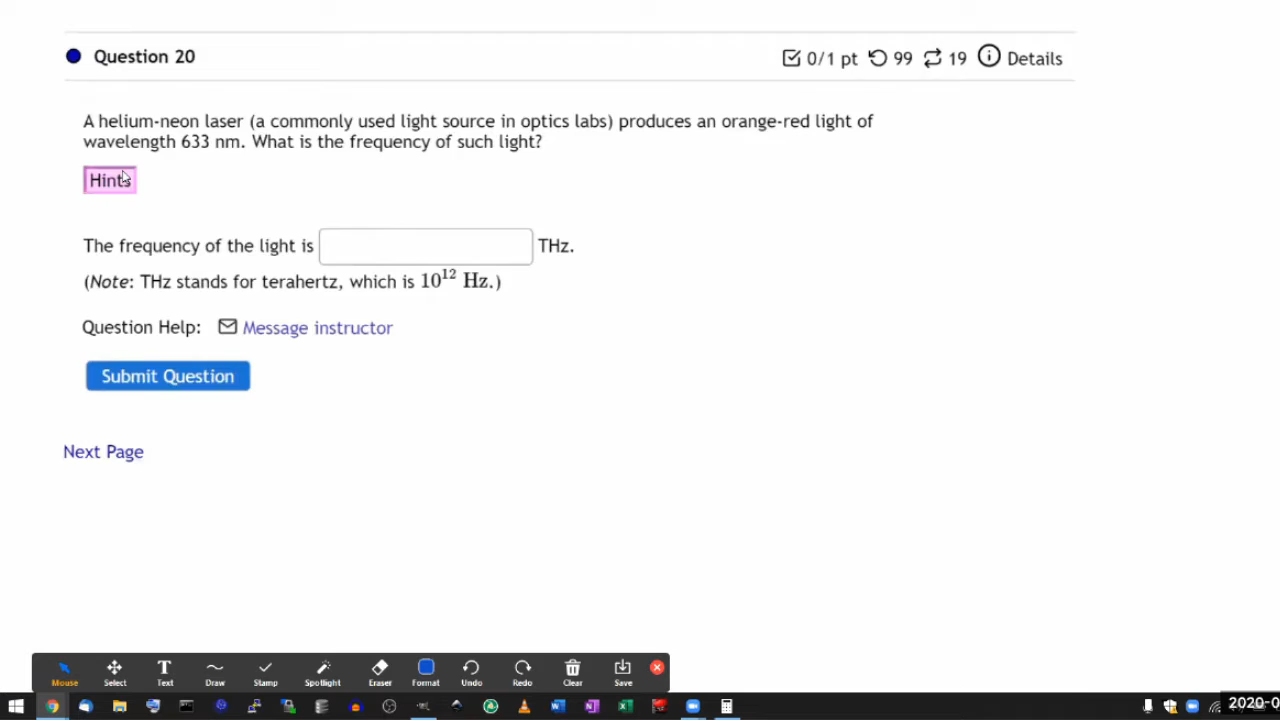 Question 20
0/1 pt 99 19 Details
A helium-neon laser (a commonly used light source in optics labs) produces an orange-red light of
wavelength 633 nm. What is the frequency of such light?
Hints
The frequency of the light is THz.
(Note: THz stands for terahertz, which is 10¹² Hz.)
Question Help: Message instructor
Submit Question
Next Page
Mouse Select Text Draw Stamp Spotlight Eraser Format Undo Redo Clear Save
2020-0